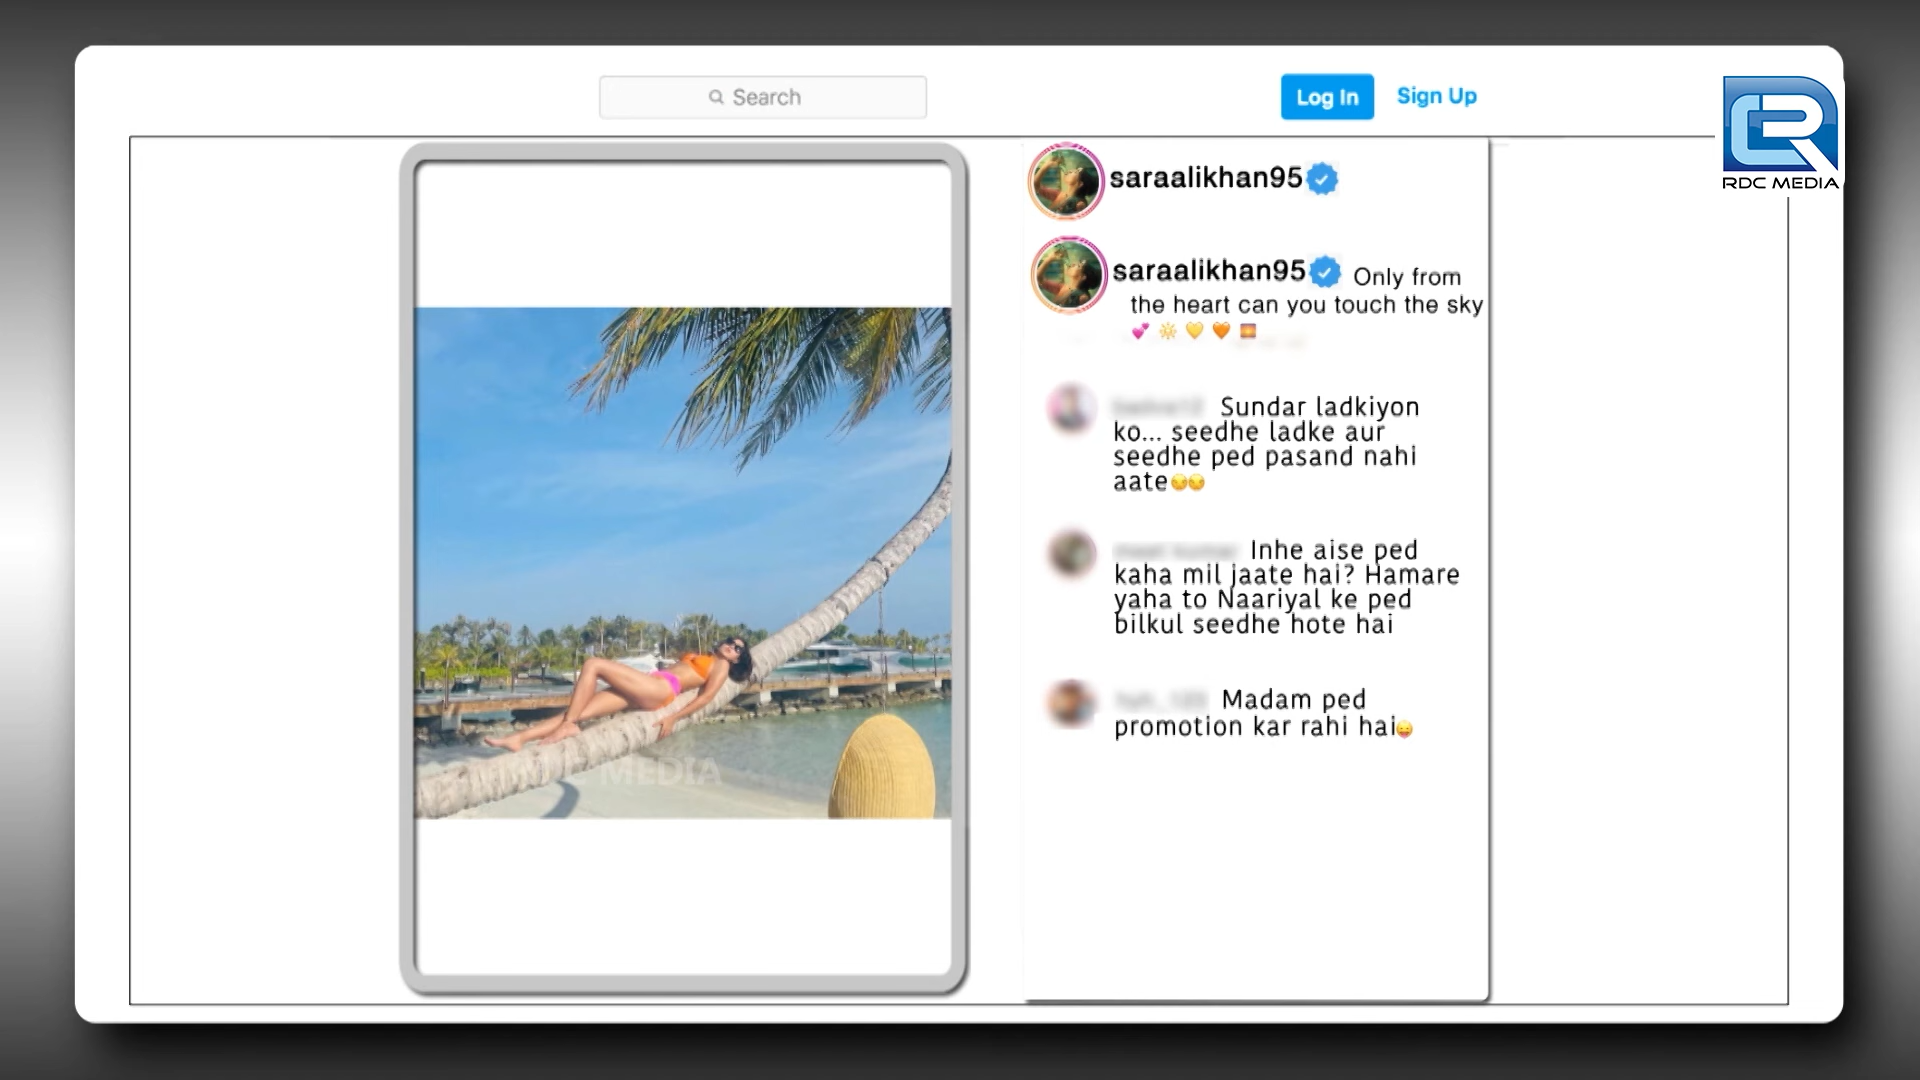 Search
Log In
Sign Up
RDC MEDIA
saraalikhan95
saraalikhan95 Only from
the heart can you touch the sky
Sundar ladkiyon
ko... seedhe ladke aur
seedhe ped pasand nahi
aate
Inhe aise ped
kaha mil jaate hai? Hamare
yaha to Naariyal ke ped
bilkul seedhe hote hai
Madam ped
promotion kar rahi hai
MEDIA